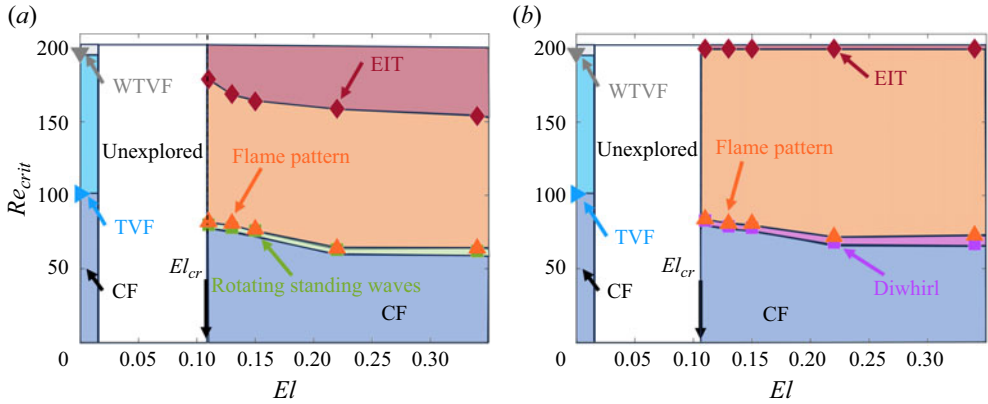 (a)
200
150
100
50
0
0.05
0.10
0.15
0.20
0.25
0.30
Re_crit
El
WTVF
TVF
CF
Unexplored
EIT
Flame pattern
El_cr
Rotating standing waves
CF
(b)
200
150
100
50
0
0.05
0.10
0.15
0.20
0.25
0.30
El
WTVF
TVF
CF
Unexplored
EIT
Flame pattern
El_cr
Diwhirl
CF